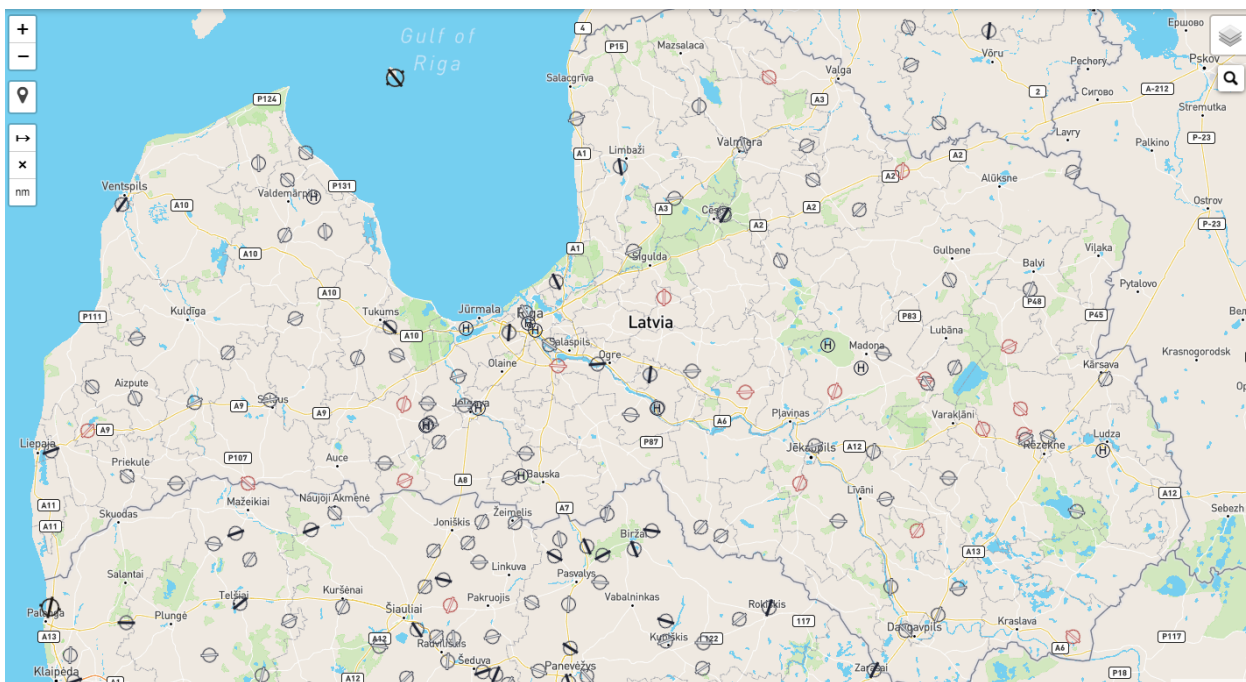 +
−
nm
Gulf of
Riga
4
P15
Mazsalaca
Ершово
Võru
Pechory
Pskov
Salacgrīva
Valga
P124
A3
2
Сигово
A-212
Stremutka
Lavry
Palkino
P-23
Valmiera
A1
Limbaži
A2
A2
Alūksne
P131
Ventspils
Valdemārpils
H
A10
A3
Cēsis
A2
Ostrov
A2
P-23
A10
A1
Sigulda
Gulbene
Viļaka
Balvi
Pytalovo
A10
P48
P111
Kuldīga
Tukums
Jūrmala
Rīga
Latvia
P83
P45
A10
H
H
H
Salaspils
Lubāna
H
Madona
Krasnogorodsk
Olaine
Ogre
H
Kārsava
Aizpute
Saldus
A9
A9
Jelgava
H
H
H
Pļaviņas
Varakļāni
A6
Liepāja
A9
P87
A12
Ludza
H
Rēzekne
Jēkabpils
Priekule
P107
Auce
A8
H
Bauska
Līvāni
A12
A11
Mažeikiai
Naujoji Akmenė
A7
Skuodas
Žeimelis
Sebezh
A11
Joniškis
Biržai
A13
Salantai
Linkuva
Pasvalys
Telšiai
Kuršėnai
Pakruojis
Vabalninkas
Rokiškis
Palanga
Plungė
Šiauliai
117
Kraslava
A13
A12
Radviliškis
Kupiškis
122
Daugavpils
P117
A6
Šeduva
Panevėžys
Zarasai
P18
Klaipėda
A1
A12